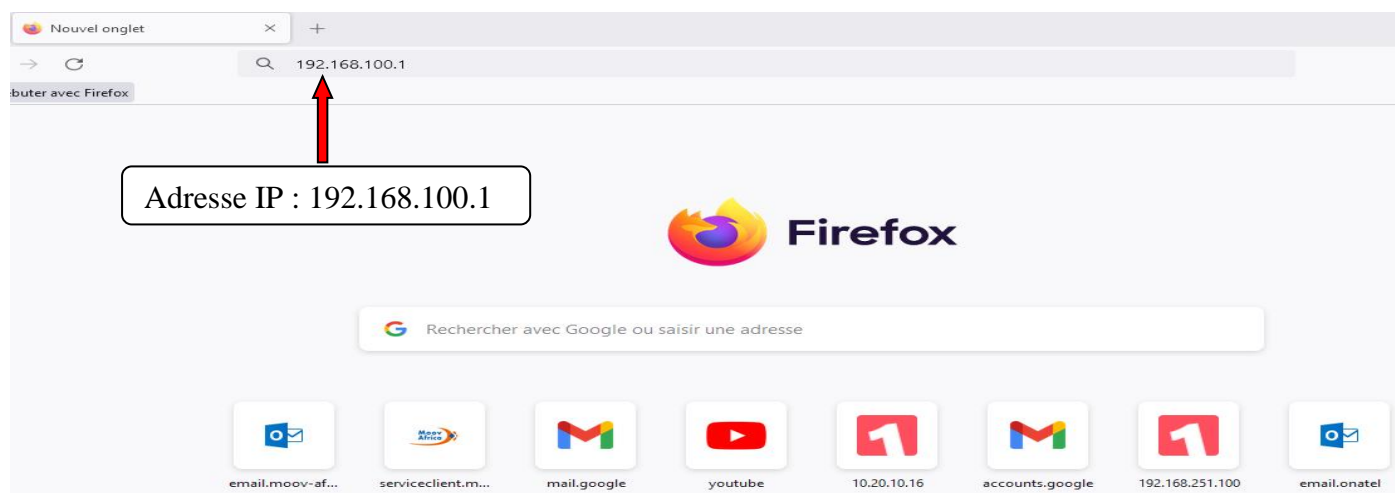 Nouvel onglet
192.168.100.1
buter avec Firefox
Adresse IP : 192.168.100.1
Firefox
Rechercher avec Google ou saisir une adresse
Moov Africa
email.moov-af... serviceclient.m... mail.google youtube 10.20.10.16 accounts.google 192.168.251.100 email.onatel